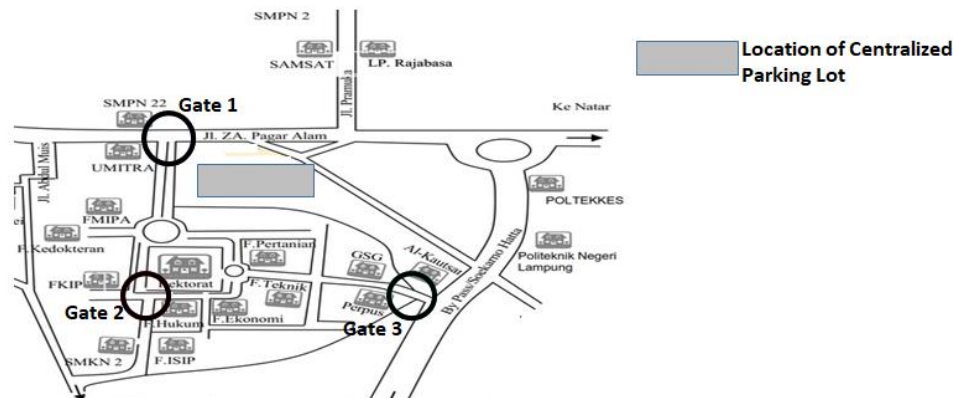 SMPN 2
SAMSAT
LP. Rajabasa
Location of Centralized
Parking Lot
Jl. Pramuka
SMPN 22
Gate 1
Ke Natar
Jl. ZA. Pagar Alam
UMITRA
Jl. Abdul Muis
POLTEKKES
FMIPA
F.Kedokteran
F.Pertanian
GSG
Al-Kautsar
By Pass/Soekarno Hatta
Politeknik Negeri
Lampung
FKIP
Rektorat
F.Teknik
Perpus
Gate 2
F.Hukum
F.Ekonomi
Gate 3
SMKN 2
F.ISIP